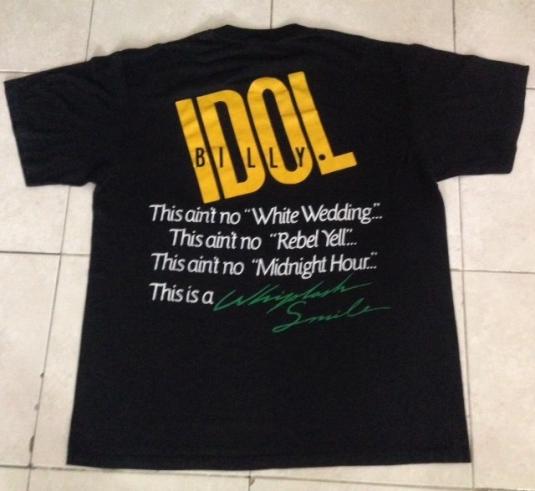 IDOL
BILLY.
This ain't no "White Wedding"...
This ain't no "Rebel Yell"...
This ain't no "Midnight Hour"...
This is a Whiplash
Smile